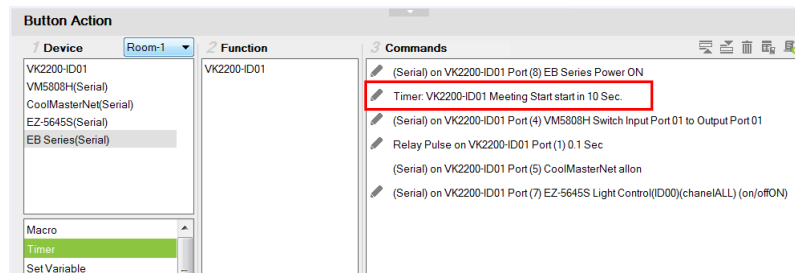 Button Action
1 Device Room-1 2 Function 3 Commands
VK2200-ID01
VM5808H(Serial)
CoolMasterNet(Serial)
EZ-5645S(Serial)
EB Series(Serial)
Macro
Timer
Set Variable
VK2200-ID01
(Serial) on VK2200-ID01 Port (8) EB Series Power ON
Timer: VK2200-ID01 Meeting Start start in 10 Sec.
(Serial) on VK2200-ID01 Port (4) VM5808H Switch Input Port 01 to Output Port 01
Relay Pulse on VK2200-ID01 Port (1) 0.1 Sec
(Serial) on VK2200-ID01 Port (5) CoolMasterNet allon
(Serial) on VK2200-ID01 Port (7) EZ-5645S Light Control(ID00)(chanelALL) (on/offON)